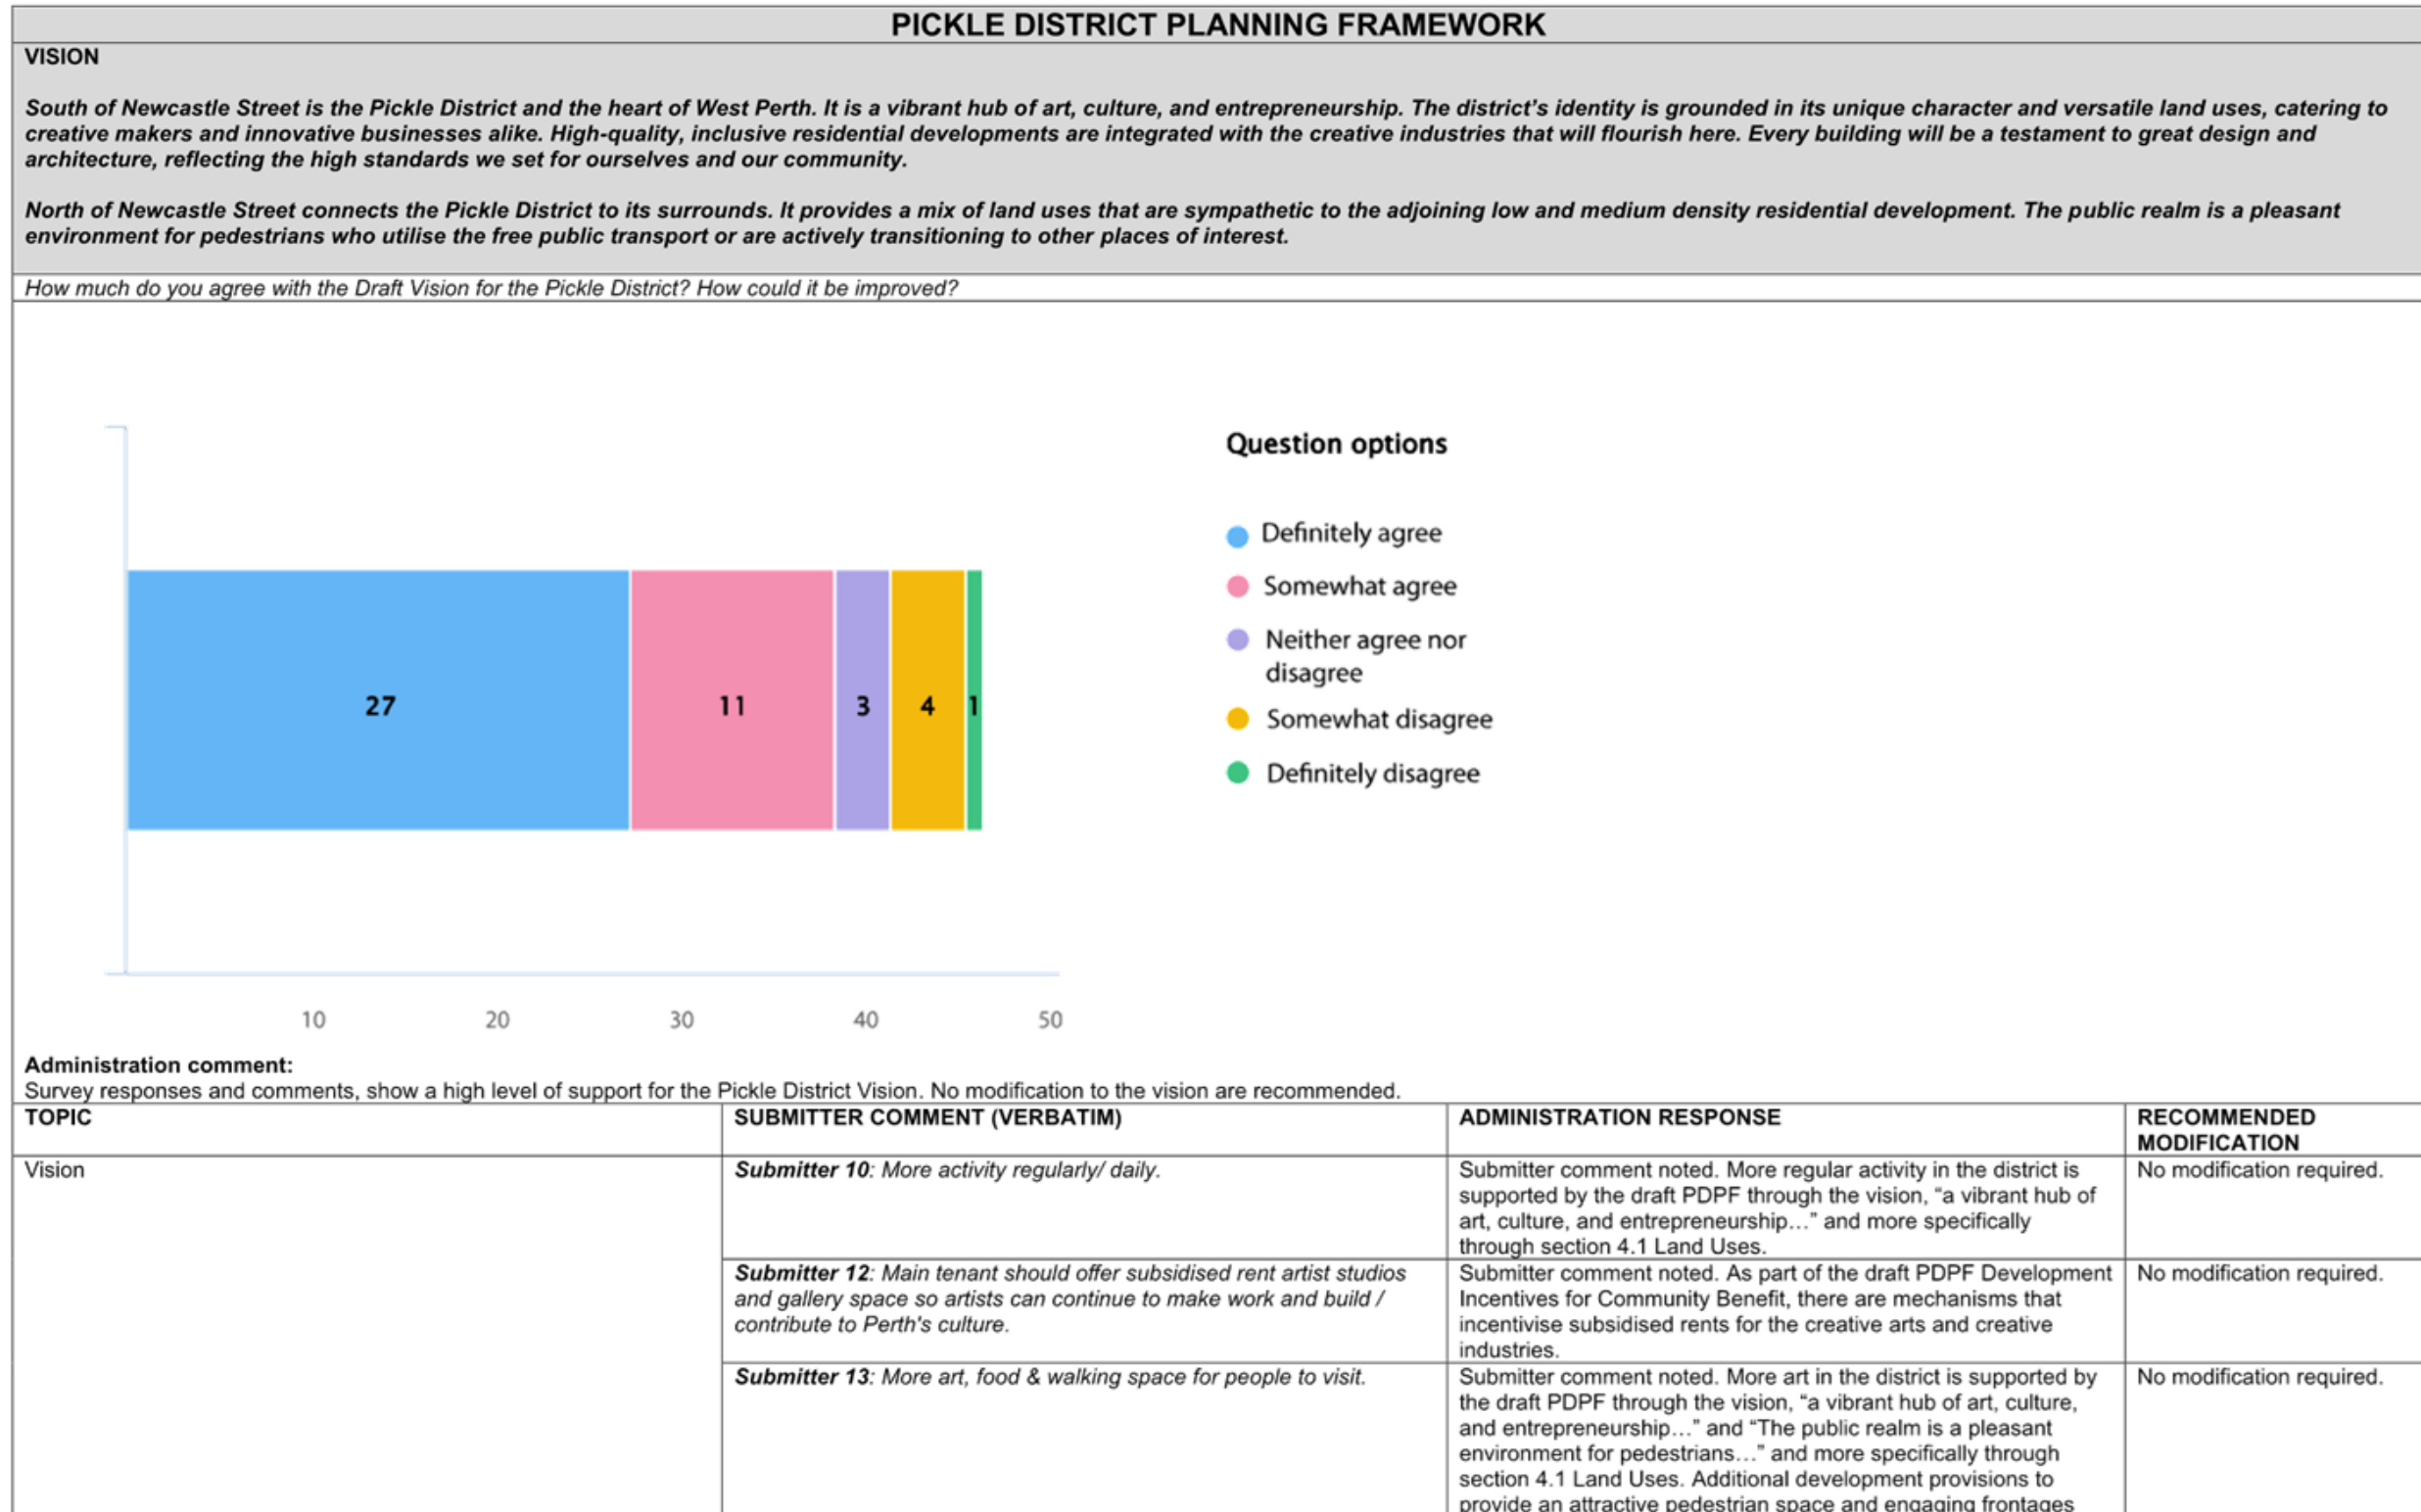 PICKLE DISTRICT PLANNING FRAMEWORK
VISION
South of Newcastle Street is the Pickle District and the heart of West Perth. It is a vibrant hub of art, culture, and entrepreneurship. The district’s identity is grounded in its unique character and versatile land uses, catering to
creative makers and innovative businesses alike. High-quality, inclusive residential developments are integrated with the creative industries that will flourish here. Every building will be a testament to great design and
architecture, reflecting the high standards we set for ourselves and our community.
North of Newcastle Street connects the Pickle District to its surrounds. It provides a mix of land uses that are sympathetic to the adjoining low and medium density residential development. The public realm is a pleasant
environment for pedestrians who utilise the free public transport or are actively transitioning to other places of interest.
How much do you agree with the Draft Vision for the Pickle District? How could it be improved?
27
11
3
4
1
10
20
30
40
50
Question options
Definitely agree
Somewhat agree
Neither agree nor
disagree
Somewhat disagree
Definitely disagree
Administration comment:
Survey responses and comments, show a high level of support for the Pickle District Vision. No modification to the vision are recommended.
TOPIC
SUBMITTER COMMENT (VERBATIM)
ADMINISTRATION RESPONSE
RECOMMENDED
MODIFICATION
Vision
Submitter 10: More activity regularly/ daily.
Submitter comment noted. More regular activity in the district is
supported by the draft PDPF through the vision, “a vibrant hub of
art, culture, and entrepreneurship…” and more specifically
through section 4.1 Land Uses.
No modification required.
Submitter 12: Main tenant should offer subsidised rent artist studios
and gallery space so artists can continue to make work and build /
contribute to Perth's culture.
Submitter comment noted. As part of the draft PDPF Development
Incentives for Community Benefit, there are mechanisms that
incentivise subsidised rents for the creative arts and creative
industries.
No modification required.
Submitter 13: More art, food & walking space for people to visit.
Submitter comment noted. More art in the district is supported by
the draft PDPF through the vision, “a vibrant hub of art, culture,
and entrepreneurship…” and “The public realm is a pleasant
environment for pedestrians…” and more specifically through
section 4.1 Land Uses. Additional development provisions to
provide an attractive pedestrian space and engaging frontages
No modification required.